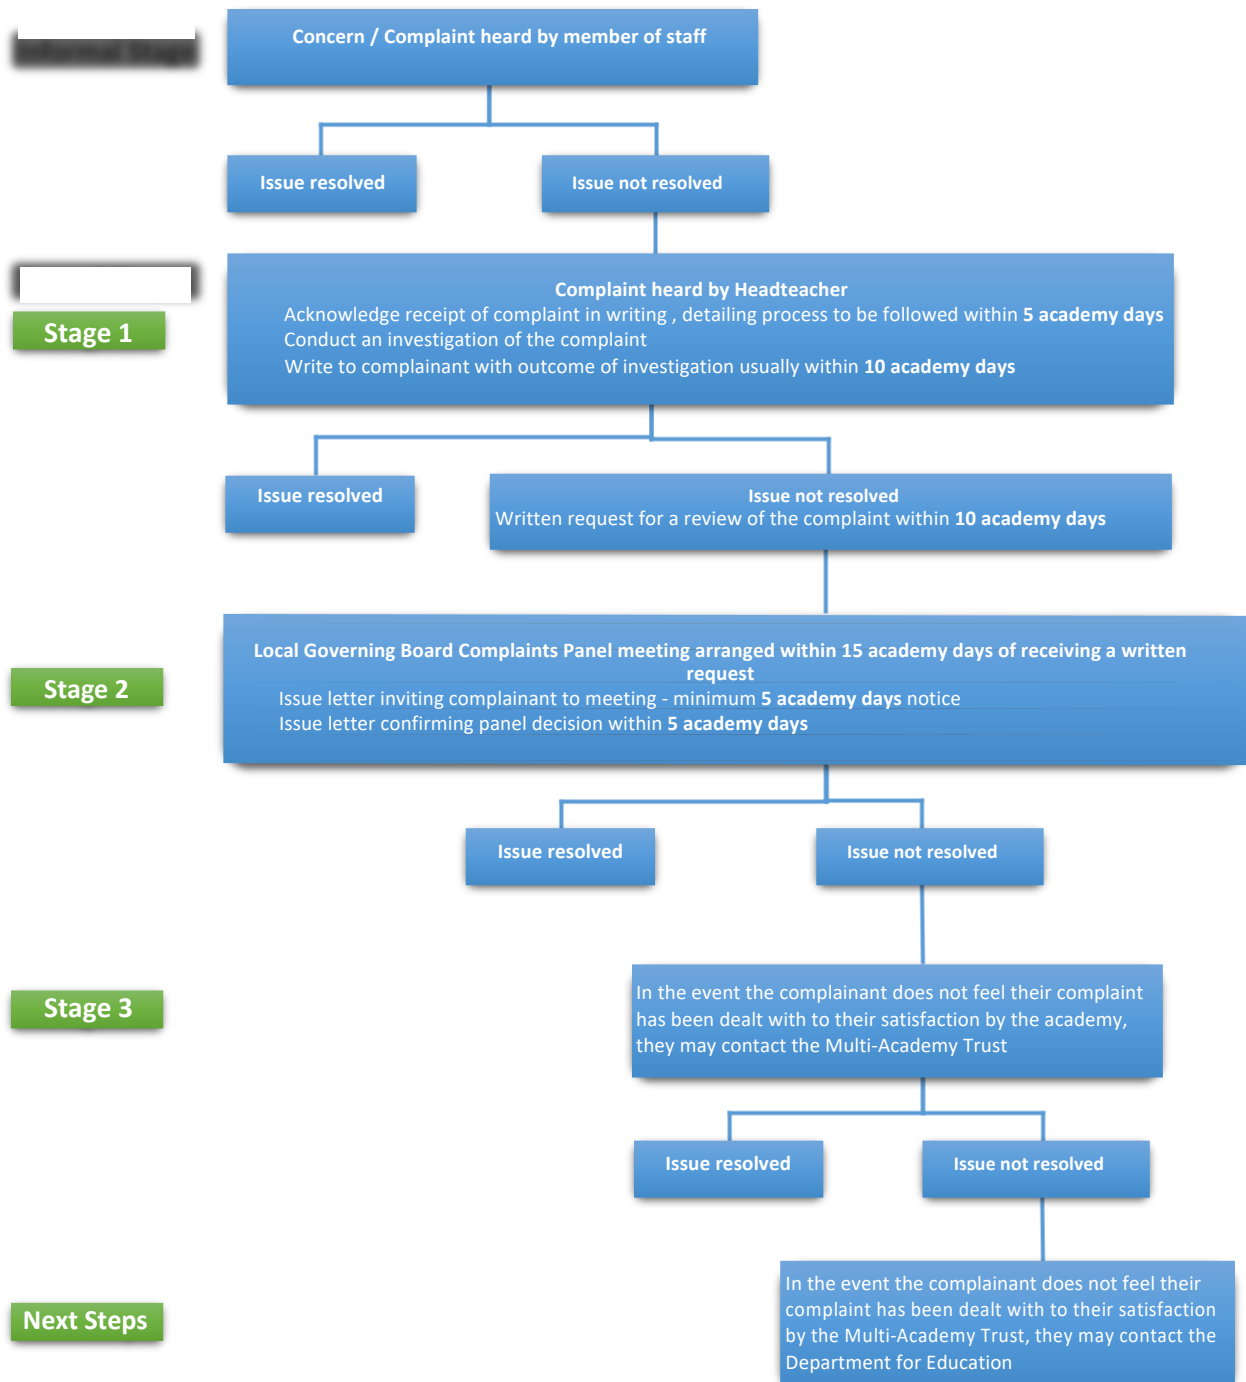 Informal Stage
Concern / Complaint heard by member of staff
Issue resolved
Issue not resolved
Stage 1
Complaint heard by Headteacher
Acknowledge receipt of complaint in writing , detailing process to be followed within 5 academy days
Conduct an investigation of the complaint
Write to complainant with outcome of investigation usually within 10 academy days
Issue resolved
Issue not resolved
Written request for a review of the complaint within 10 academy days
Stage 2
Local Governing Board Complaints Panel meeting arranged within 15 academy days of receiving a written
request
Issue letter inviting complainant to meeting - minimum 5 academy days notice
Issue letter confirming panel decision within 5 academy days
Issue resolved
Issue not resolved
Stage 3
In the event the complainant does not feel their complaint
has been dealt with to their satisfaction by the academy,
they may contact the Multi-Academy Trust
Issue resolved
Issue not resolved
Next Steps
In the event the complainant does not feel their
complaint has been dealt with to their satisfaction
by the Multi-Academy Trust, they may contact the
Department for Education